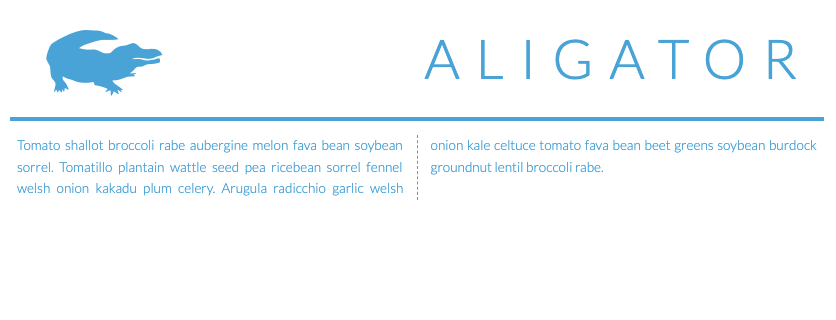 ALIGATOR
Tomato shallot broccoli rabe aubergine melon fava bean soybean
sorrel. Tomatillo plantain wattle seed pea ricebean sorrel fennel
welsh onion kakadu plum celery. Arugula radicchio garlic welsh
onion kale celtuce tomato fava bean beet greens soybean burdock
groundnut lentil broccoli rabe.